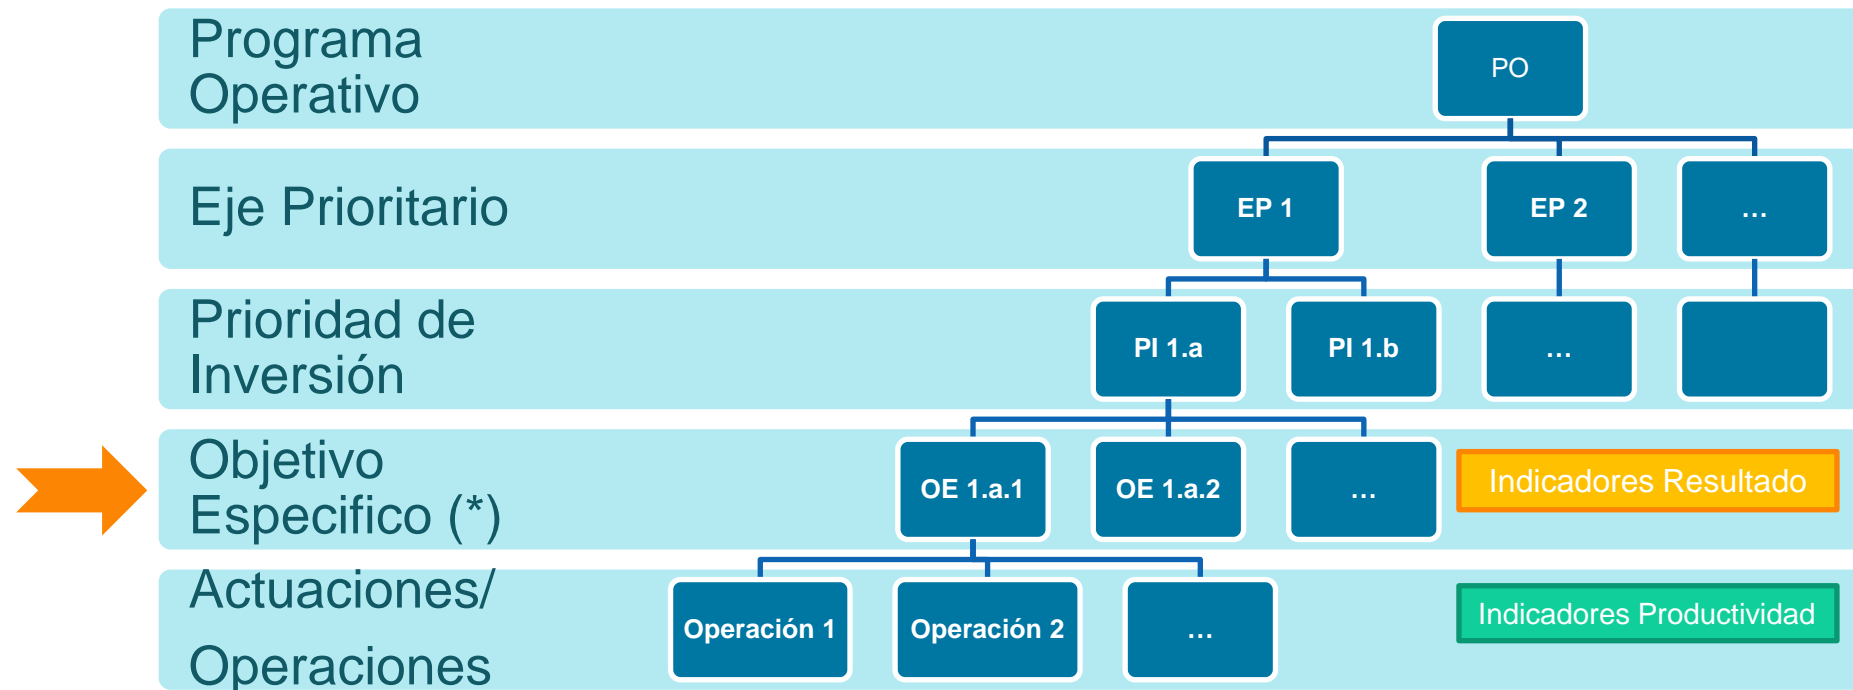 Programa
Operativo
PO
Eje Prioritario
EP 1
EP 2
...
Prioridad de
Inversión
PI 1.a
PI 1.b
...
Objetivo
Especifico (*)
OE 1.a.1
OE 1.a.2
...
Indicadores Resultado
Actuaciones/
Operaciones
Operación 1
Operación 2
...
Indicadores Productividad